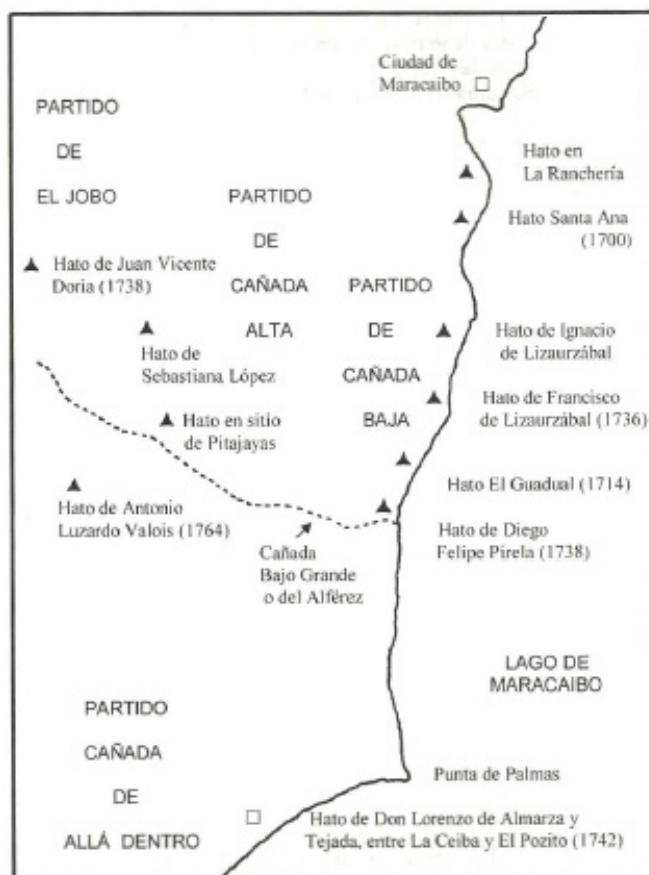 Ciudad de
Maracaibo
PARTIDO
DE
EL JOBO
Hato en
La Ranchería
PARTIDO
DE
CAÑADA
ALTA
Hato Santa Ana
(1700)
Hato de Juan Vicente
Doria (1738)
PARTIDO
DE
CAÑADA
BAJA
Hato de Ignacio
de Lizaurzábal
Hato de
Sebastiana López
Hato de Francisco
de Lizaurzábal (1736)
Hato en sitio
de Pitajayas
Hato El Guadual (1714)
Hato de Antonio
Luzardo Valois (1764)
Hato de Diego
Felipe Pirela (1738)
Cañada
Bajo Grande
o del Alférez
LAGO DE
MARACAIBO
PARTIDO
CAÑADA
DE
ALLÁ DENTRO
Punta de Palmas
Hato de Don Lorenzo de Almarza y
Tejada, entre La Ceiba y El Pozito (1742)